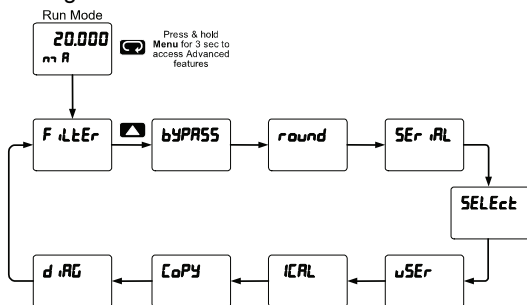 Run Mode
20.000
mA
Press & hold
Menu for 3 sec to
access Advanced
features
FiLtEr
bYPASS
round
SEriAL
SELEct
uSEr
ICAL
CoPY
diAG